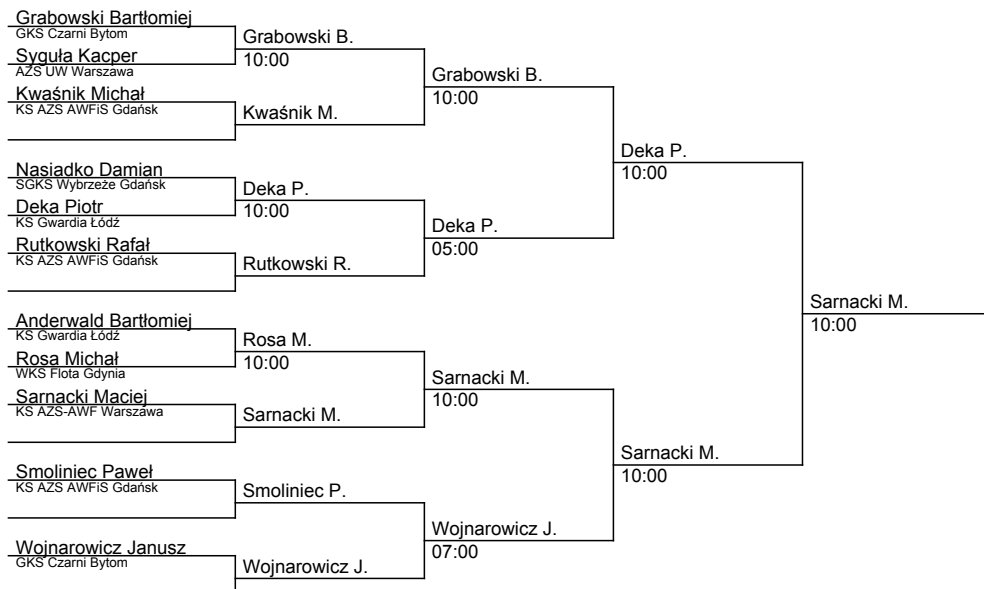 Grabowski Bartłomiej
GKS Czarni Bytom
Grabowski B.
10:00
Syguła Kacper
AZS UW Warszawa
Grabowski B.
10:00
Kwaśnik Michał
KS AZS AWFiS Gdańsk
Kwaśnik M.
Deka P.
10:00
Nasiadko Damian
SGKS Wybrzeże Gdańsk
Deka P.
10:00
Deka Piotr
KS Gwardia Łódź
Deka P.
05:00
Rutkowski Rafał
KS AZS AWFiS Gdańsk
Rutkowski R.
Sarnacki M.
10:00
Anderwald Bartłomiej
KS Gwardia Łódź
Rosa M.
10:00
Rosa Michał
WKS Flota Gdynia
Sarnacki M.
10:00
Sarnacki Maciej
KS AZS-AWF Warszawa
Sarnacki M.
Sarnacki M.
10:00
Smoliniec Paweł
KS AZS AWFiS Gdańsk
Smoliniec P.
Wojnarowicz J.
07:00
Wojnarowicz Janusz
GKS Czarni Bytom
Wojnarowicz J.